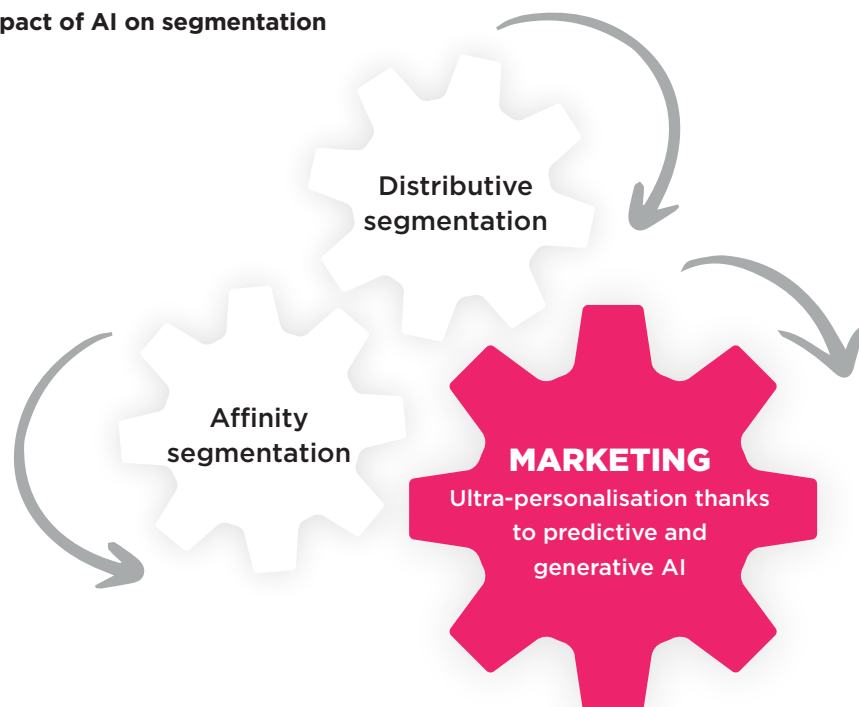 pact of AI on segmentation
Distributive
segmentation
Affinity
segmentation
MARKETING
Ultra-personalisation thanks
to predictive and
generative AI